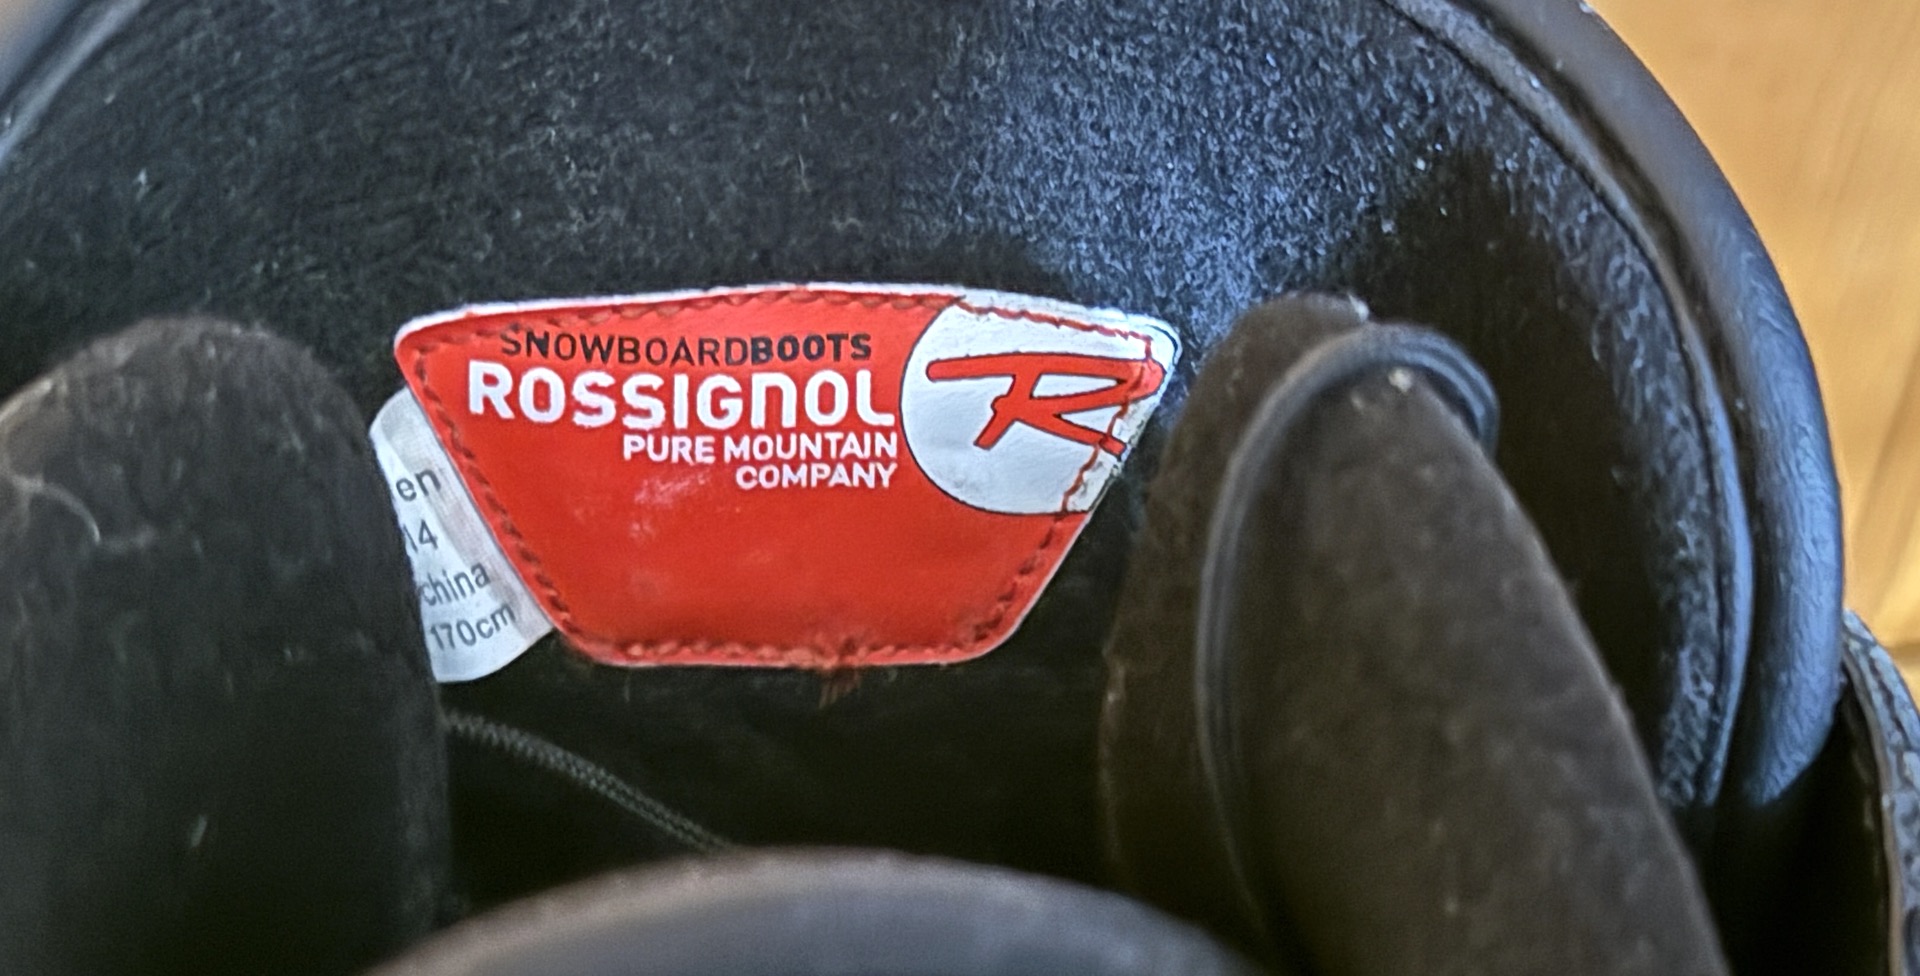 SNOWBOARDBOOTS
ROSSIGNOL
PURE MOUNTAIN
COMPANY
R
en
14
china
170cm